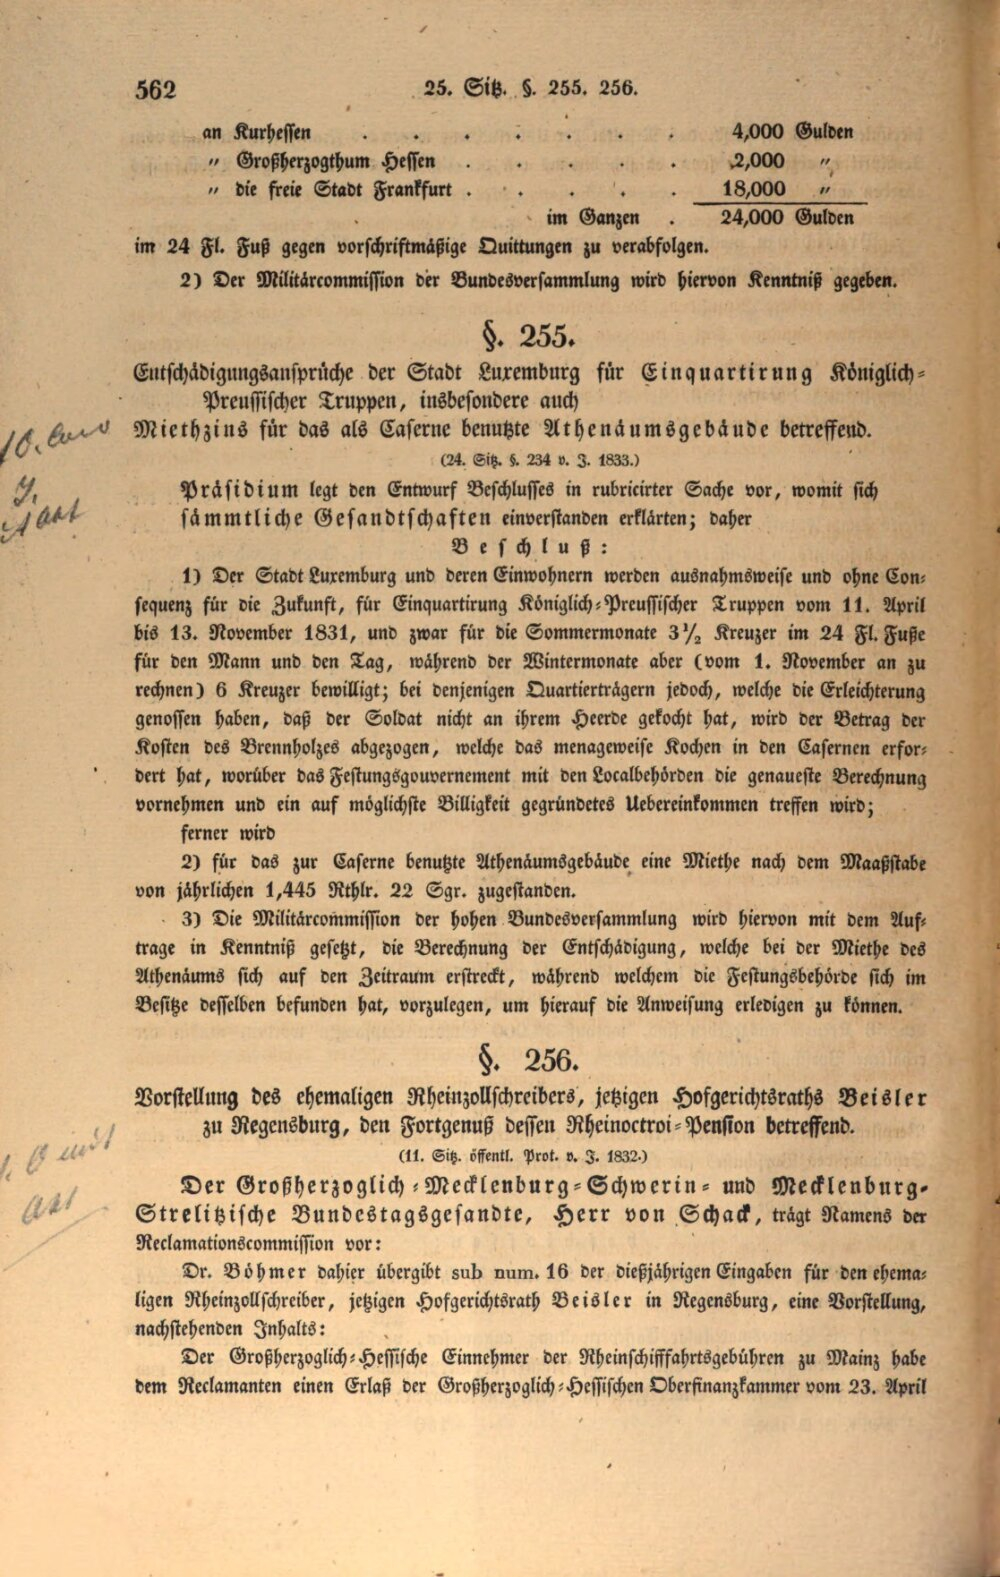 562 25. Sitz. §. 255. 256.
an Kurhessen . . . . . . . 4,000 Gulden
„ Großherzogthum Hessen . . . . . 2,000 „
„ die freie Stadt Frankfurt . . . . . 18,000 „
im Ganzen . 24,000 Gulden
im 24 Fl. Fuß gegen vorschriftmäßige Quittungen zu verabfolgen.
2) Der Militärcommission der Bundesversammlung wird hiervon Kenntniß gegeben.
§. 255.
Entschädigungsansprüche der Stadt Luxemburg für Einquartirung Königlich-
Preussischer Truppen, insbesondere auch
Miethzins für das als Caserne benutzte Athenäumsgebäude betreffend.
(24. Sitz. §. 234 v. J. 1833.)
Präsidium legt den Entwurf Beschlusses in rubricirter Sache vor, womit sich
sämmtliche Gesandtschaften einverstanden erklärten; daher
Beschluß:
1) Der Stadt Luxemburg und deren Einwohnern werden ausnahmsweise und ohne Con-
sequenz für die Zukunft, für Einquartirung Königlich-Preussischer Truppen vom 11. April
bis 13. November 1831, und zwar für die Sommermonate 3½ Kreuzer im 24 Fl. Fuße
für den Mann und den Tag, während der Wintermonate aber (vom 1. November an zu
rechnen) 6 Kreuzer bewilligt; bei denjenigen Quartierträgern jedoch, welche die Erleichterung
genossen haben, daß der Soldat nicht an ihrem Heerde gekocht hat, wird der Betrag der
Kosten des Brennholzes abgezogen, welche das menageweise Kochen in den Casernen erfor-
dert hat, worüber das Festungsgouvernement mit den Localbehörden die genaueste Berechnung
vornehmen und ein auf möglichste Billigkeit gegründetes Uebereinkommen treffen wird;
ferner wird
2) für das zur Caserne benutzte Athenäumsgebäude eine Miethe nach dem Maaßstabe
von jährlichen 1,445 Rthlr. 22 Sgr. zugestanden.
3) Die Militärcommission der hohen Bundesversammlung wird hiervon mit dem Auf-
trage in Kenntniß gesetzt, die Berechnung der Entschädigung, welche bei der Miethe des
Athenäums sich auf den Zeitraum erstreckt, während welchem die Festungsbehörde sich im
Besitze desselben befunden hat, vorzulegen, um hierauf die Anweisung erledigen zu können.
§. 256.
Vorstellung des ehemaligen Rheinzollschreibers, jetzigen Hofgerichtsraths Beisler
zu Regensburg, den Fortgenuß dessen Rheinoctroi-Pension betreffend.
(11. Sitz. öffentl. Prot. v. J. 1832.)
Der Großherzoglich-Mecklenburg-Schwerin- und Mecklenburg-
Strelitzische Bundestagsgesandte, Herr von Schack, trägt Namens der
Reclamationscommission vor:
Dr. Böhmer dahier übergibt sub num. 16 der dießjährigen Eingaben für den ehema-
ligen Rheinzollschreiber, jetzigen Hofgerichtsrath Beisler in Regensburg, eine Vorstellung,
nachstehenden Inhalts:
Der Großherzoglich-Hessische Einnehmer der Rheinschifffahrtsgebühren zu Mainz habe
dem Reclamanten einen Erlaß der Großherzoglich-Hessischen Oberfinanzkammer vom 23. April